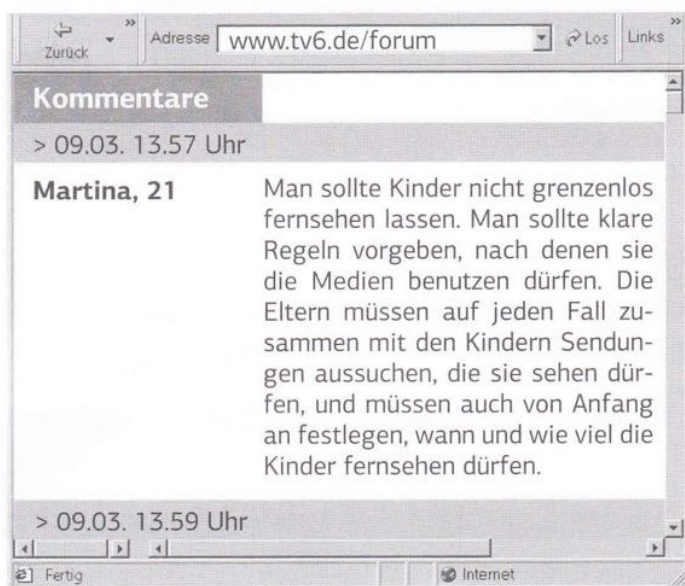 Zurück » Adresse www.tv6.de/forum Los Links »
Kommentare
> 09.03. 13.57 Uhr
Martina, 21
Man sollte Kinder nicht grenzenlos
fernsehen lassen. Man sollte klare
Regeln vorgeben, nach denen sie
die Medien benutzen dürfen. Die
Eltern müssen auf jeden Fall zu-
sammen mit den Kindern Sendun-
gen aussuchen, die sie sehen dür-
fen, und müssen auch von Anfang
an festlegen, wann und wie viel die
Kinder fernsehen dürfen.
> 09.03. 13.59 Uhr
Fertig Internet